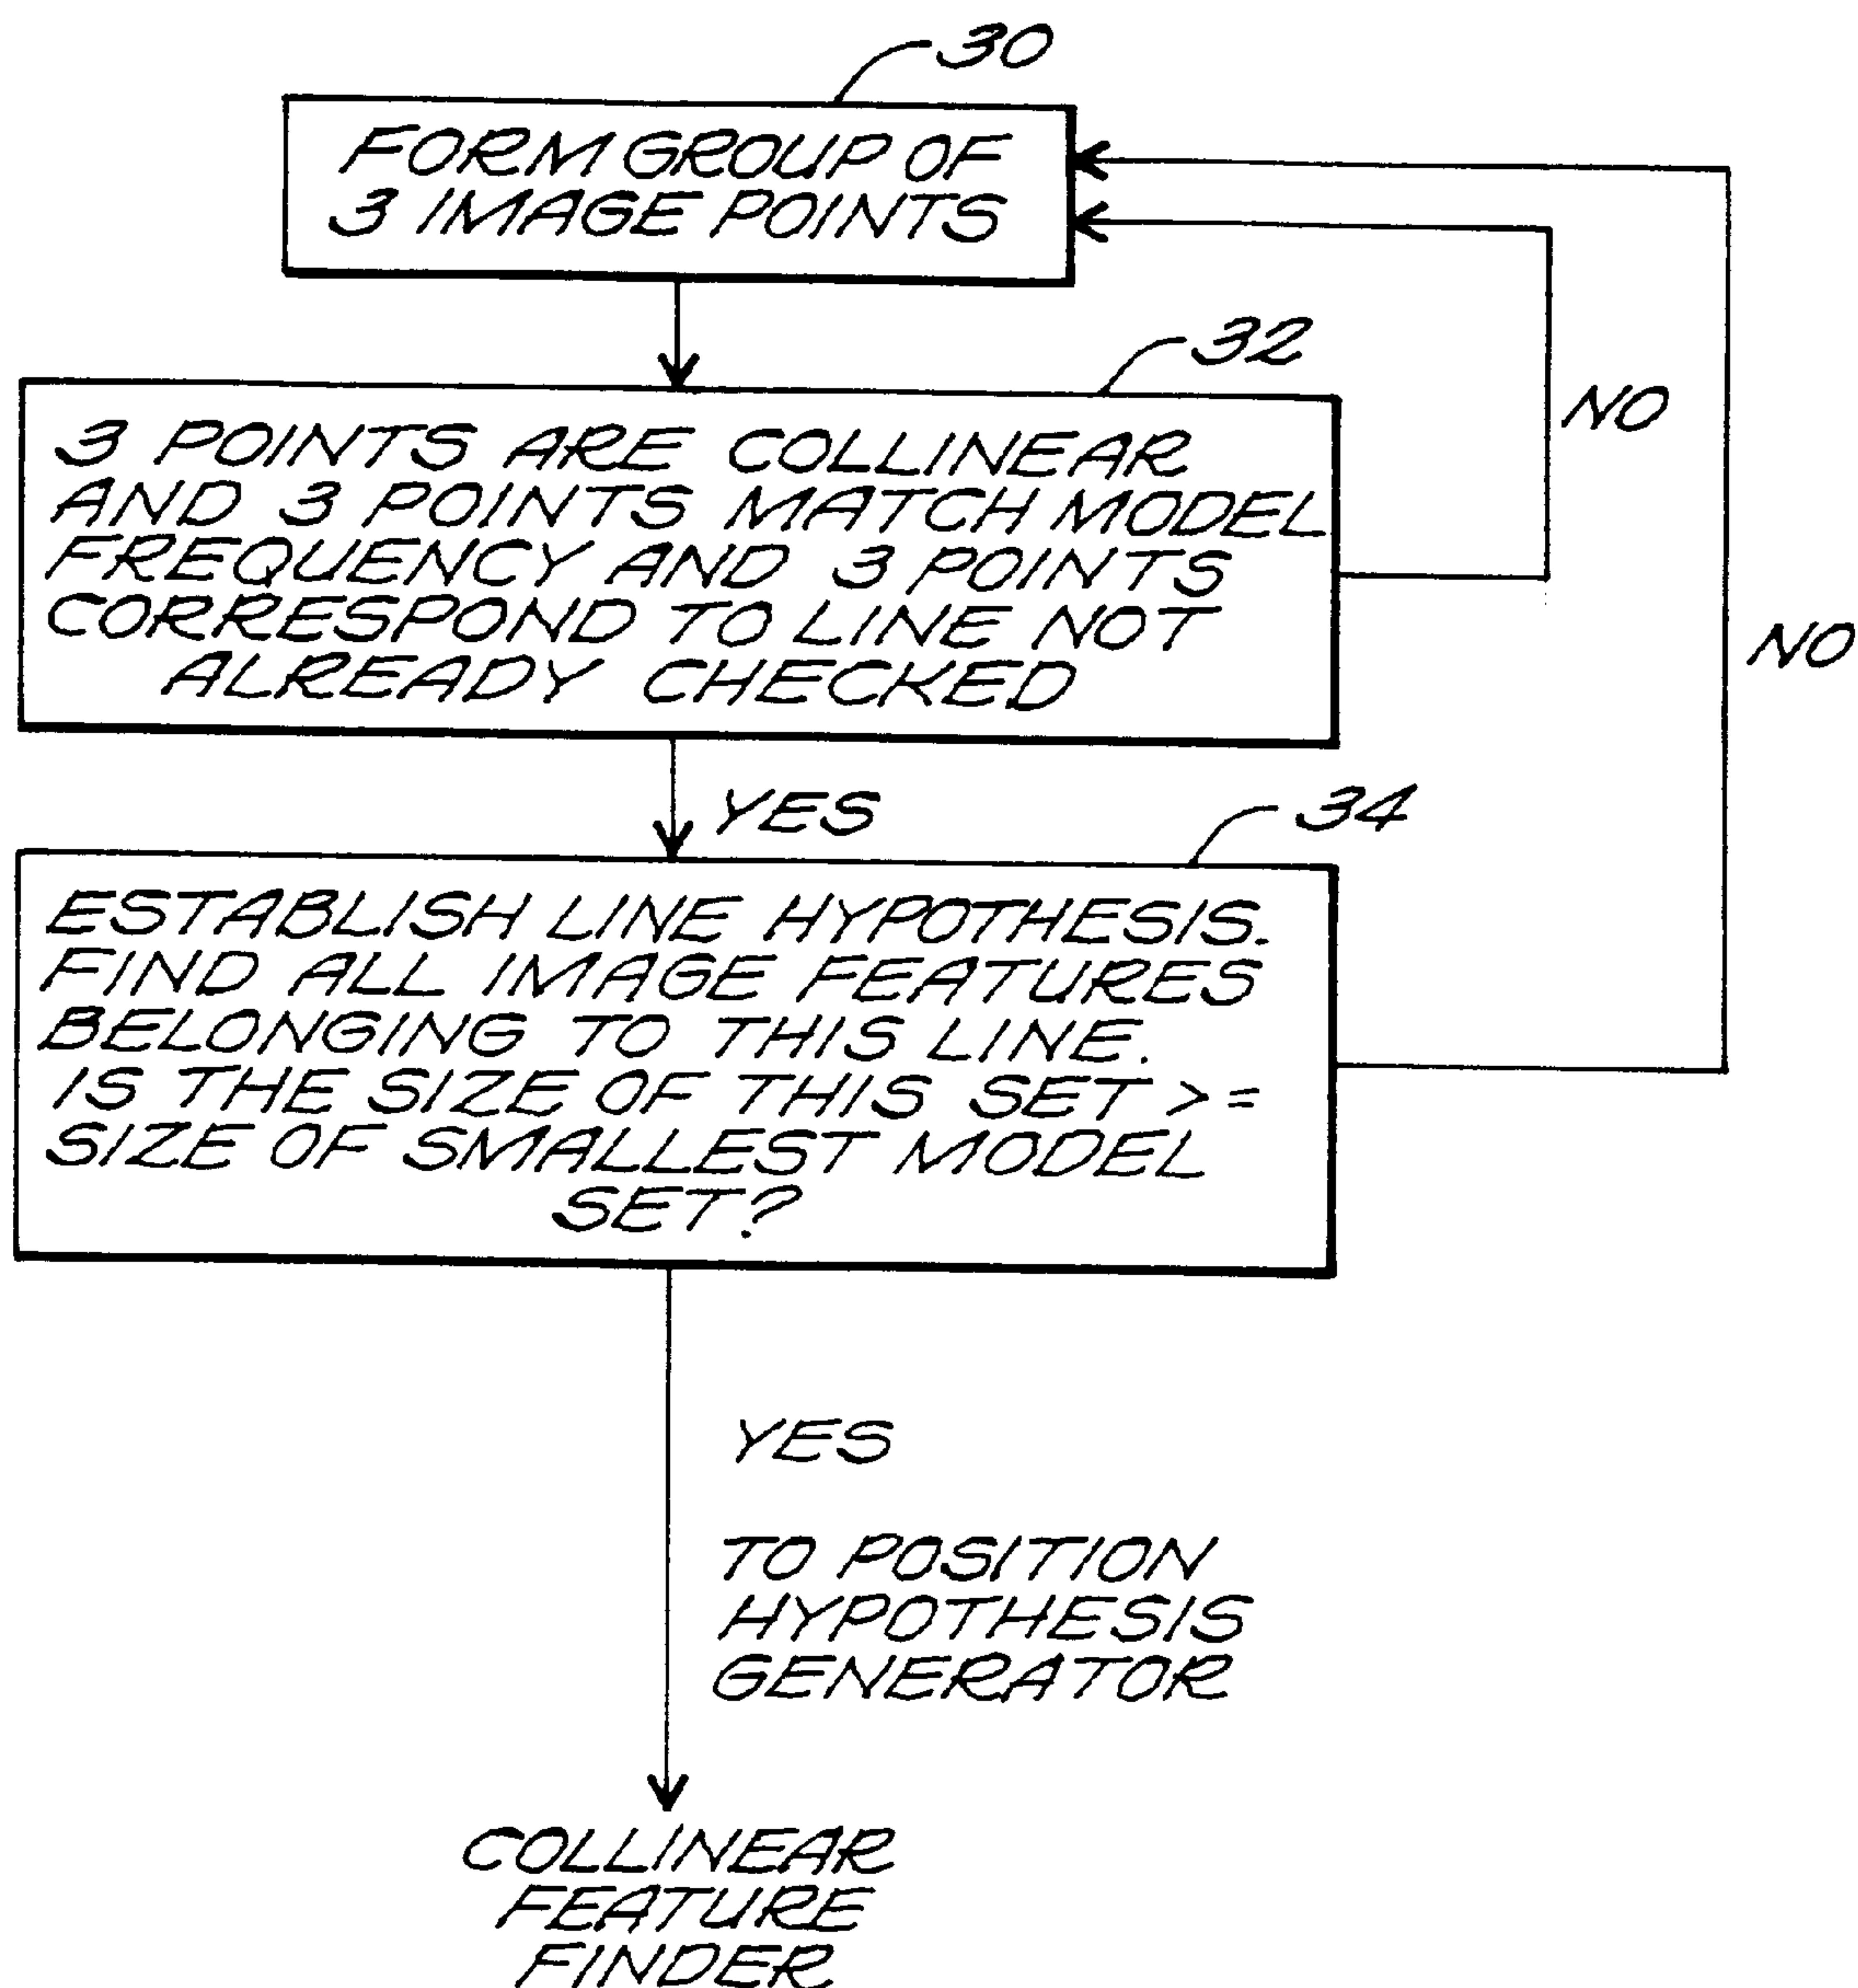 30
FORM GROUP OF
3 IMAGE POINTS
32
3 POINTS ARE COLLINEAR
AND 3 POINTS MATCH MODEL
FREQUENCY AND 3 POINTS
CORRESPOND TO LINE NOT
ALREADY CHECKED
NO
NO
YES
34
ESTABLISH LINE HYPOTHESIS.
FIND ALL IMAGE FEATURES
BELONGING TO THIS LINE.
IS THE SIZE OF THIS SET >=
SIZE OF SMALLEST MODEL
SET?
YES
TO POSITION
HYPOTHESIS
GENERATOR
COLLINEAR
FEATURE
FINDER